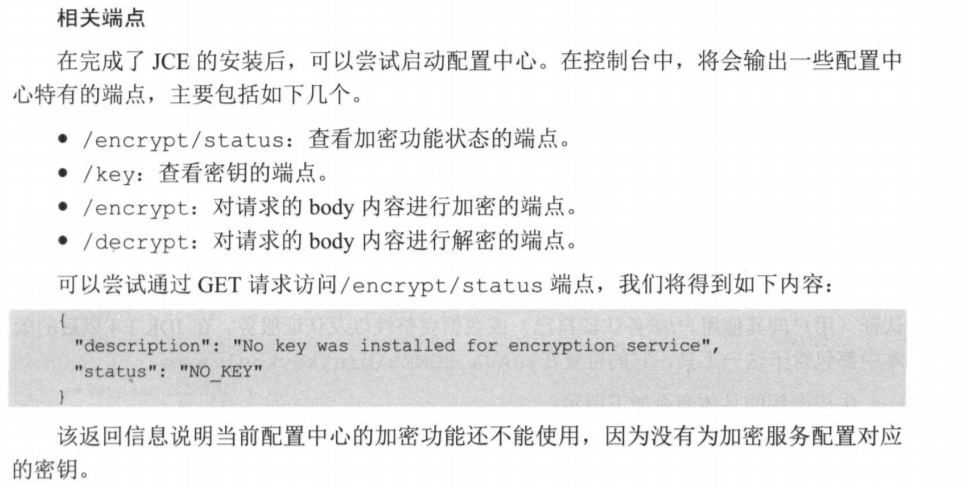 相关端点
在完成了 JCE 的安装后，可以尝试启动配置中心。在控制台中，将会输出一些配置中
心特有的端点，主要包括如下几个。
● /encrypt/status：查看加密功能状态的端点。
● /key：查看密钥的端点。
● /encrypt：对请求的 body 内容进行加密的端点。
● /decrypt：对请求的 body 内容进行解密的端点。
可以尝试通过 GET 请求访问/encrypt/status 端点，我们将得到如下内容：
{
"description": "No key was installed for encryption service",
"status": "NO_KEY"
}
该返回信息说明当前配置中心的加密功能还不能使用，因为没有为加密服务配置对应
的密钥。